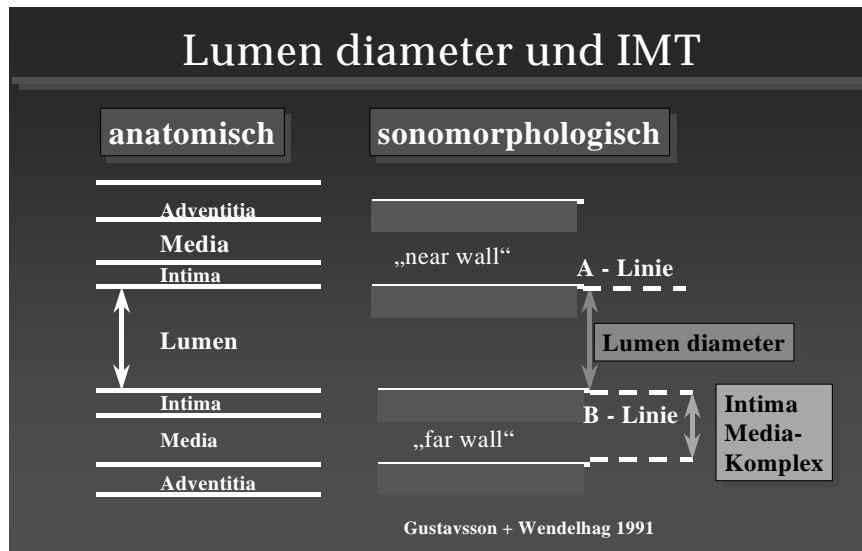 Lumen diameter und IMT
anatomisch
sonomorphologisch
Adventitia
Media
Intima
Lumen
Intima
Media
Adventitia
„near wall“
A - Linie
Lumen diameter
B - Linie
„far wall“
Intima
Media-
Komplex
Gustavsson + Wendelhag 1991